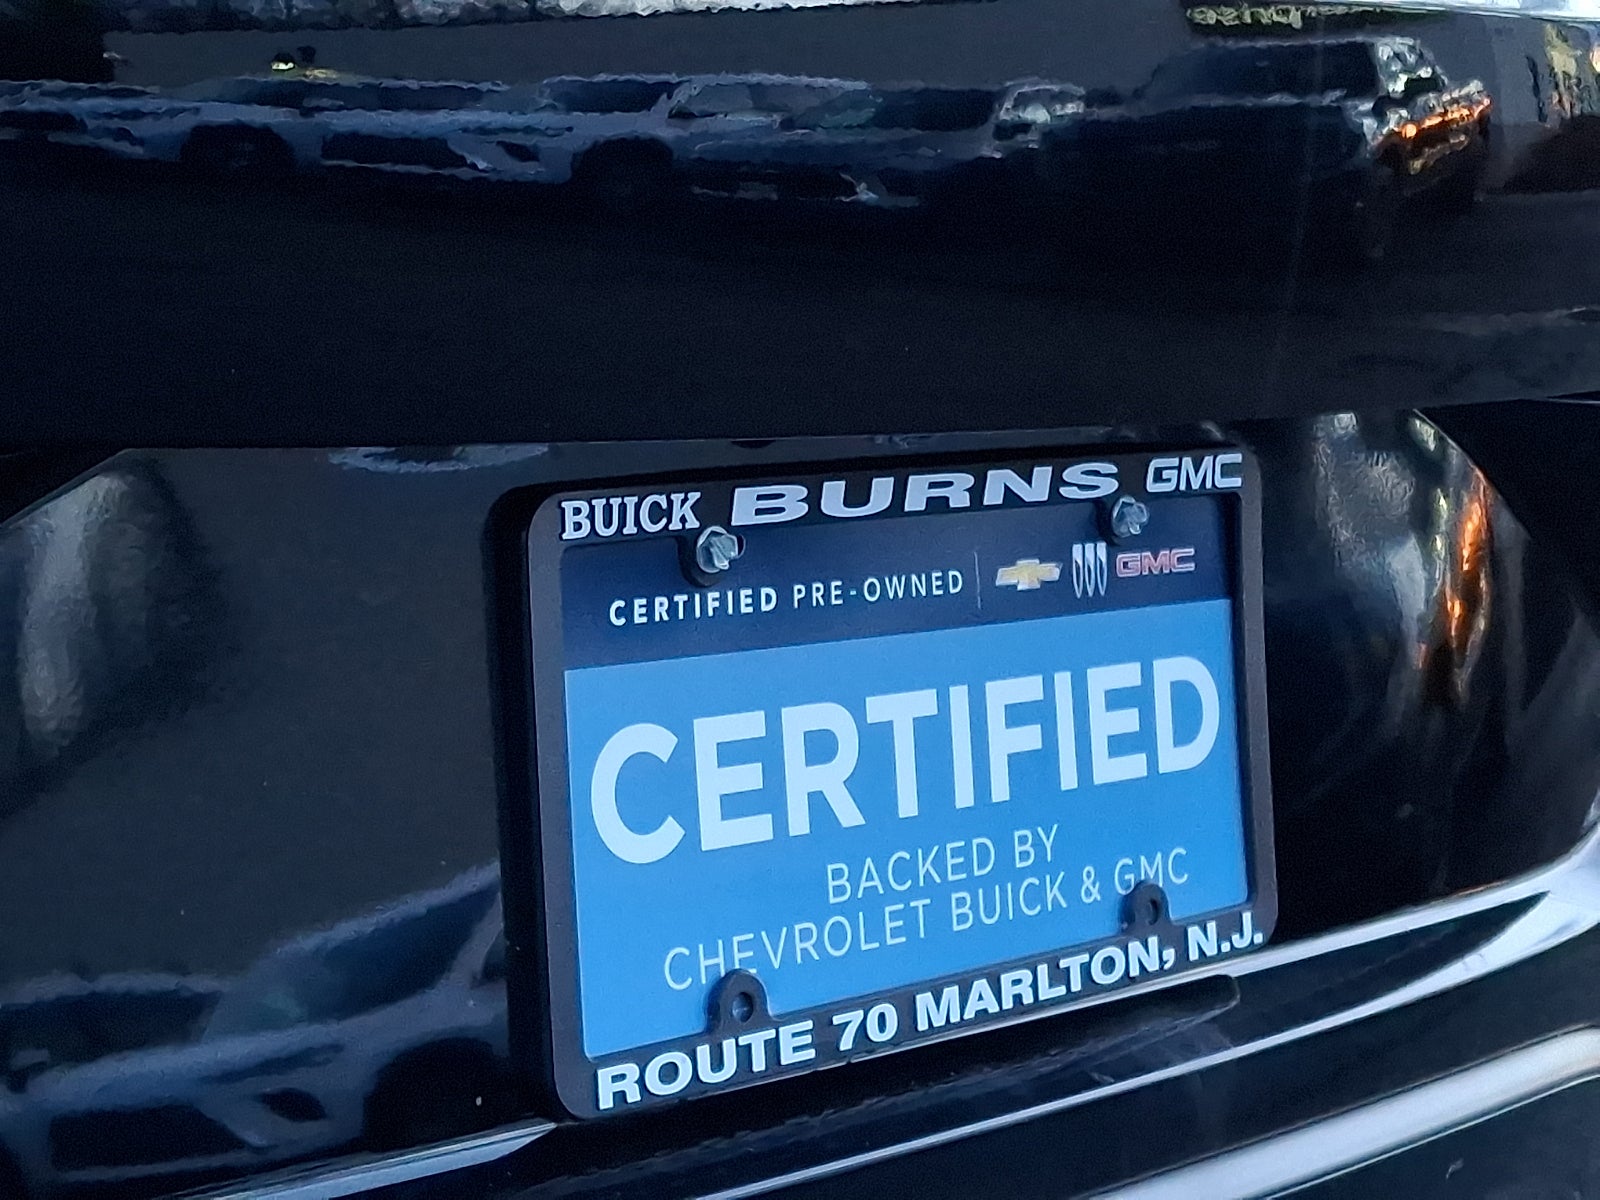 BUICK BURNS GMC
CERTIFIED PRE-OWNED GMC
CERTIFIED
BACKED BY
CHEVROLET BUICK & GMC
ROUTE 70 MARLTON, N.J.